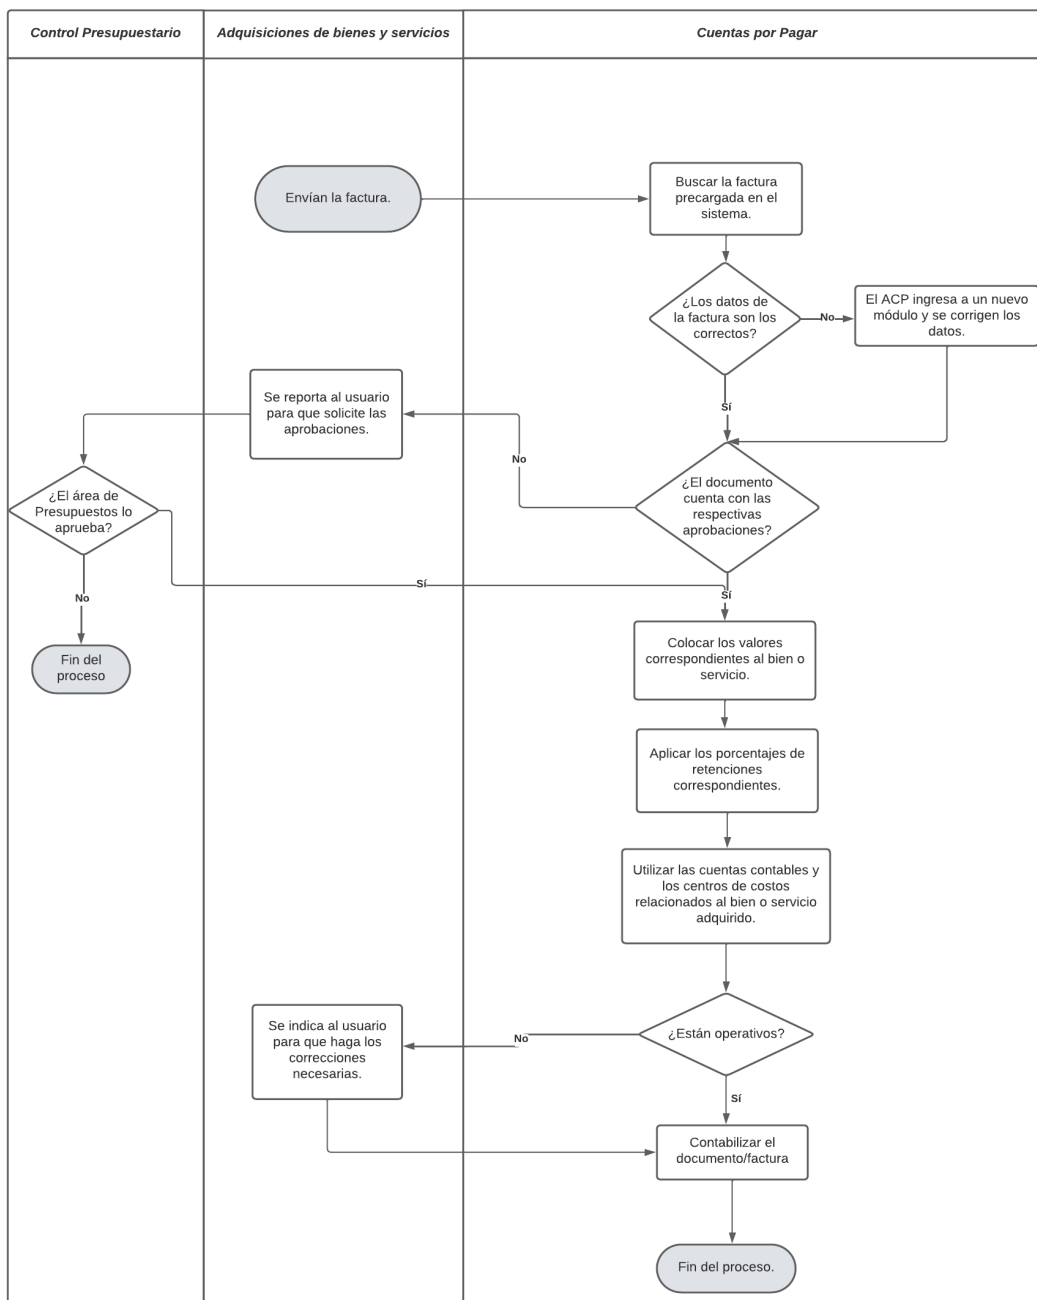 Control Presupuestario
Adquisiciones de bienes y servicios
Cuentas por Pagar
Envían la factura.
Buscar la factura
precargada en el
sistema.
¿Los datos de
la factura son los
correctos?
No
El ACP ingresa a un nuevo
módulo y se corrigen los
datos.
Sí
Se reporta al usuario
para que solicite las
aprobaciones.
No
¿El documento
cuenta con las
respectivas
aprobaciones?
¿El área de
Presupuestos lo
aprueba?
Sí
Sí
No
Fin del
proceso
Colocar los valores
correspondientes al bien o
servicio.
Aplicar los porcentajes de
retenciones
correspondientes.
Utilizar las cuentas contables y
los centros de costos
relacionados al bien o servicio
adquirido.
¿Están operativos?
No
Se indica al usuario
para que haga los
correcciones
necesarias.
Sí
Contabilizar el
documento/factura
Fin del proceso.